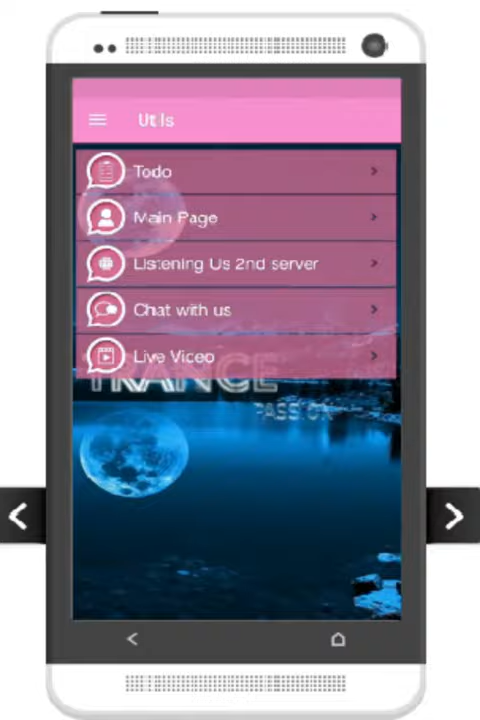 Utils
Todo
Main Page
Listening Us 2nd server
Chat with us
Live Video
TRANCE
PASSION